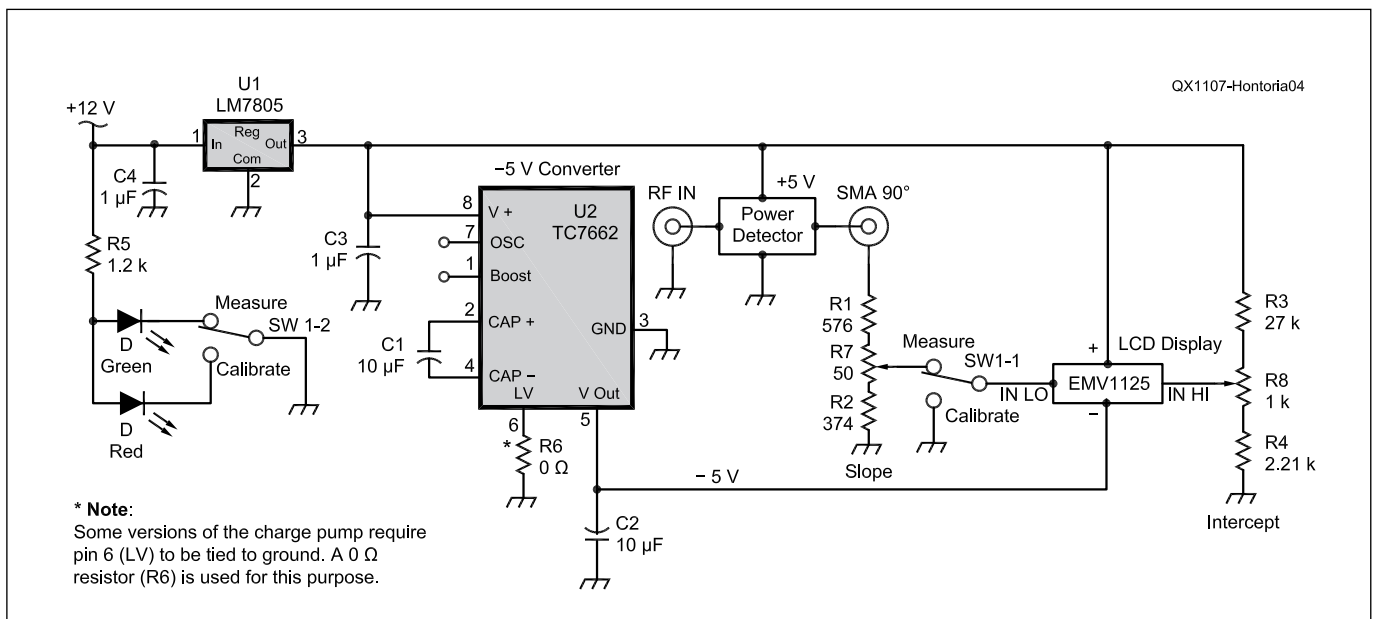 QX1107-Hontoria04
+12 V
U1
LM7805
1
In
Reg
Out
Com
3
2
C4
1 µF
R5
1.2 k
D
Green
D
Red
Measure
SW 1-2
Calibrate
C3
1 µF
−5 V Converter
U2
TC7662
8
V +
7
OSC
1
Boost
2
CAP +
4
CAP −
C1
10 µF
GND
3
LV
V Out
6
5
*
R6
0 Ω
− 5 V
C2
10 µF
RF IN
+5 V
Power
Detector
SMA 90°
R1
576
R7
50
R2
374
Slope
Measure
SW1-1
Calibrate
IN LO
+
LCD Display
EMV1125
−
IN HI
R3
27 k
R8
1 k
R4
2.21 k
Intercept
* Note:
Some versions of the charge pump require
pin 6 (LV) to be tied to ground. A 0 Ω
resistor (R6) is used for this purpose.